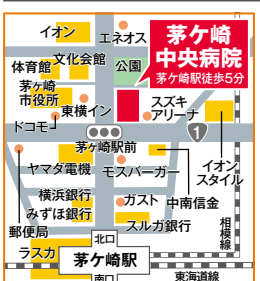 イオン
エネオス
茅ケ崎
中央病院
茅ケ崎駅徒歩5分
体育館
文化会館
公園
茅ケ崎
市役所
東横イン
スズキ
アリーナ
ドコモ
1
茅ケ崎駅前
ヤマダ電機
モスバーガー
イオン
スタイル
横浜銀行
ガスト
中南信金
みずほ銀行
スルガ銀行
相模線
郵便局
ラスカ
北口
茅ケ崎駅
南口
東海道線